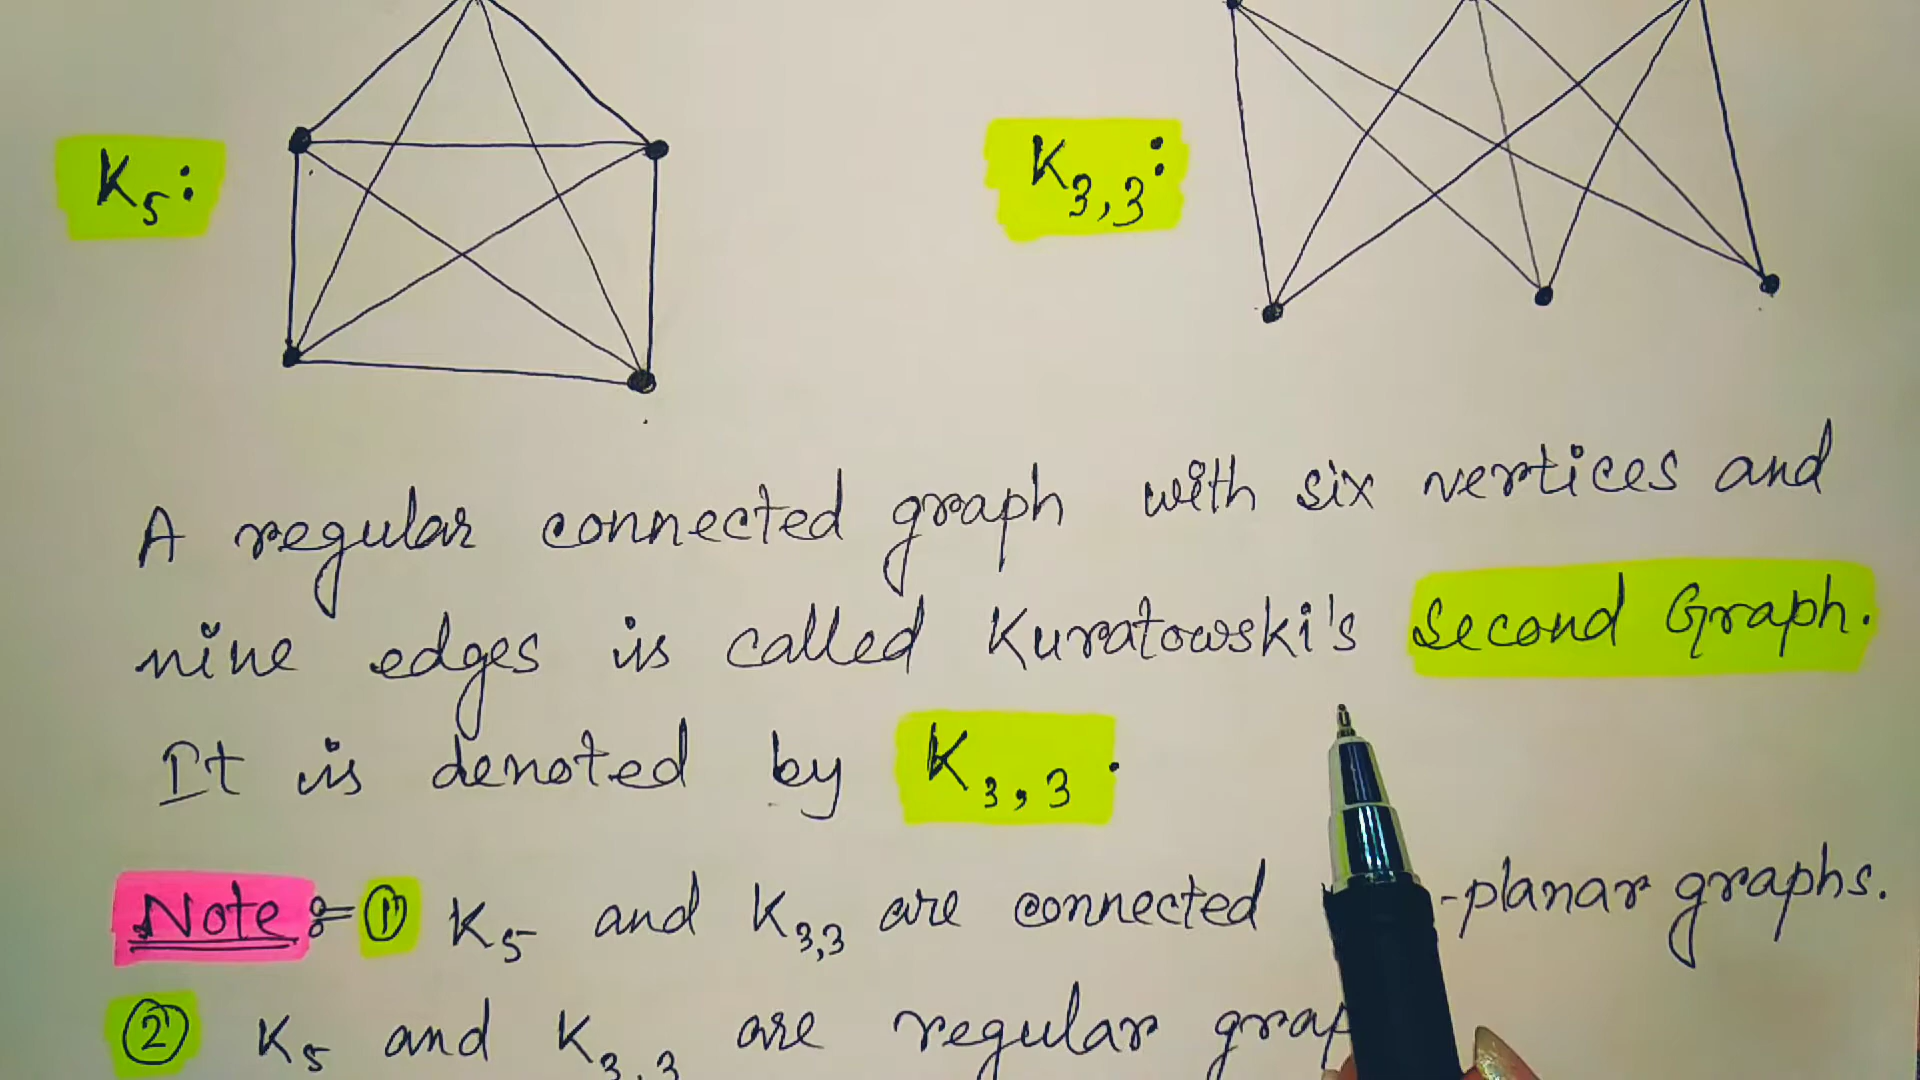 K5:
K3,3:
A regular connected graph with six vertices and
nine edges is called Kuratowski's Second Graph.
It is denoted by K3,3.
Note:- ① K5 and K3,3 are connected -planar graphs.
② K5 and K3,3 are regular